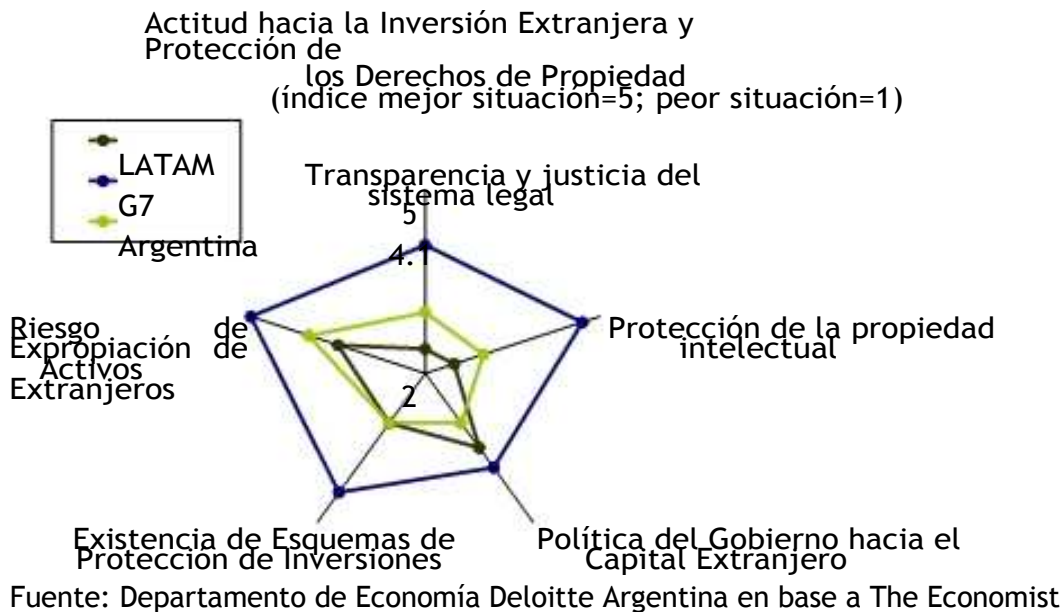 Actitud hacia la Inversión Extranjera y
Protección de
los Derechos de Propiedad
(índice mejor situación=5; peor situación=1)
LATAM
G7
Argentina
Transparencia y justicia del
sistema legal
5
4.1
Riesgo de
Expropiación de
Activos
Extranjeros
Protección de la propiedad
intelectual
2
Existencia de Esquemas de
Protección de Inversiones
Política del Gobierno hacia el
Capital Extranjero
Fuente: Departamento de Economía Deloitte Argentina en base a The Economist